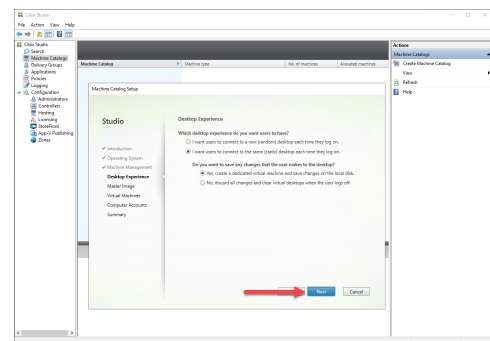 Citrix Studio
File Action View Help
Citrix Studio
Search
Machine Catalogs
Delivery Groups
Applications
Policies
Logging
Configuration
Administrators
Controllers
Hosting
Licensing
StoreFront
App-V Publishing
Zones
Machine Catalog
Machine type
No. of machines
Allocated machines
Actions
Machine Catalogs
Create Machine Catalog
View
Refresh
Help
Machine Catalog Setup
Studio
Introduction
Operating System
Machine Management
Desktop Experience
Master Image
Virtual Machines
Computer Accounts
Summary
Desktop Experience
Which desktop experience do you want users to have?
I want users to connect to a new (random) desktop each time they log on.
I want users to connect to the same (static) desktop each time they log on.
Do you want to save any changes that the user makes to the desktop?
Yes, create a dedicated virtual machine and save changes on the local disk.
No, discard all changes and clear virtual desktops when the user logs off.
Next
Cancel